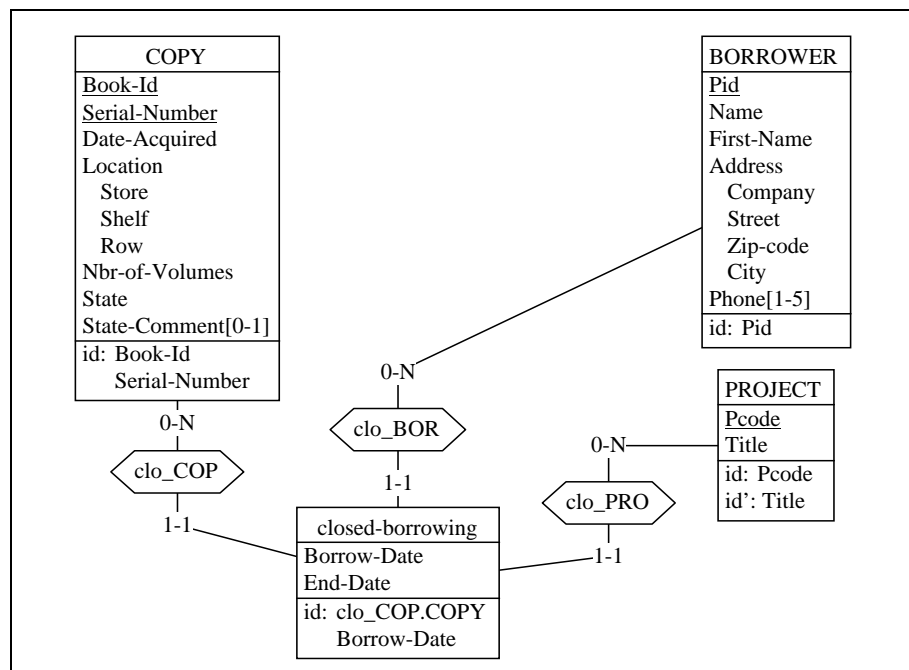 COPY
Book-Id
Serial-Number
Date-Acquired
Location
Store
Shelf
Row
Nbr-of-Volumes
State
State-Comment[0-1]
id: Book-Id
Serial-Number
BORROWER
Pid
Name
First-Name
Address
Company
Street
Zip-code
City
Phone[1-5]
id: Pid
0-N
clo_COP
1-1
0-N
clo_BOR
1-1
0-N
clo_PRO
1-1
PROJECT
Pcode
Title
id: Pcode
id’: Title
closed-borrowing
Borrow-Date
End-Date
id: clo_COP.COPY
Borrow-Date